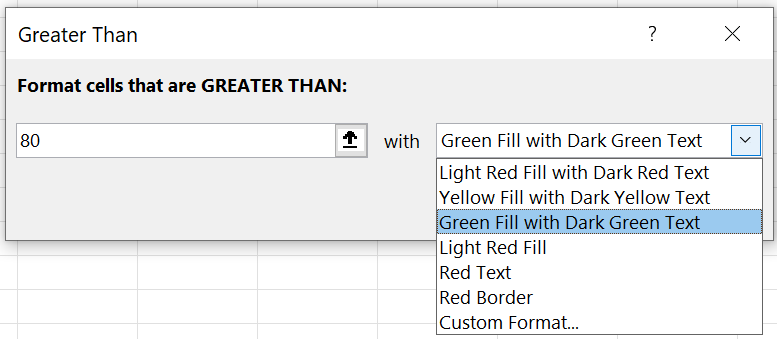 Greater Than ?
Format cells that are GREATER THAN:
80 with Green Fill with Dark Green Text
Light Red Fill with Dark Red Text
Yellow Fill with Dark Yellow Text
Green Fill with Dark Green Text
Light Red Fill
Red Text
Red Border
Custom Format...